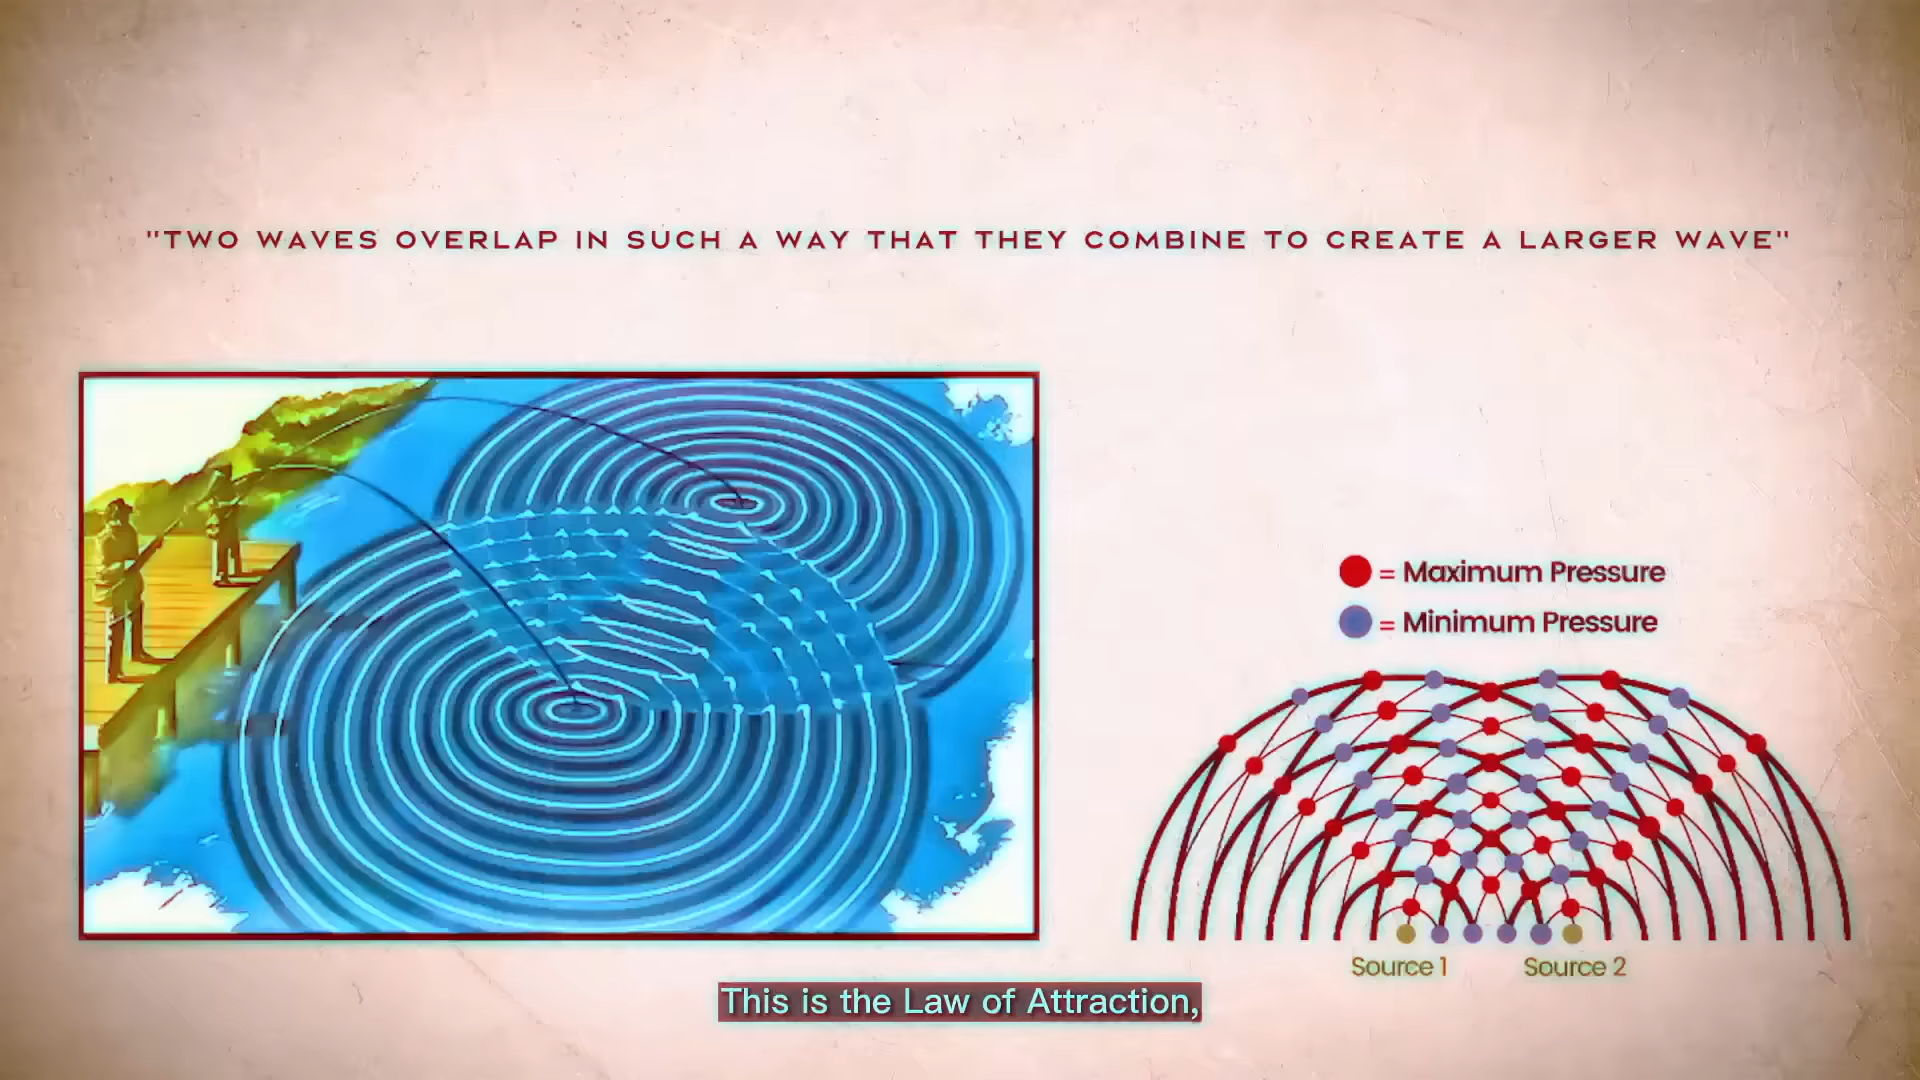 "TWO WAVES OVERLAP IN SUCH A WAY THAT THEY COMBINE TO CREATE A LARGER WAVE"
= Maximum Pressure
= Minimum Pressure
Source 1
Source 2
This is the Law of Attraction,